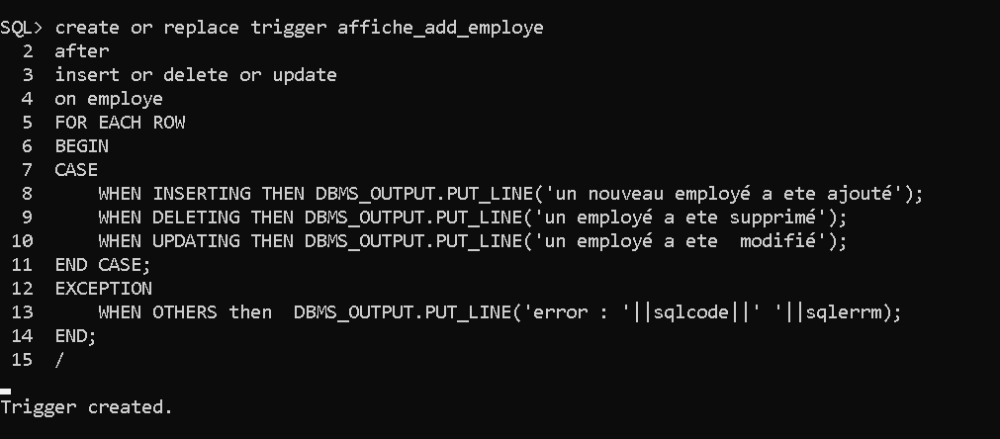 SQL> create or replace trigger affiche_add_employe
  2  after
  3  insert or delete or update
  4  on employe
  5  FOR EACH ROW
  6  BEGIN
  7  CASE
  8      WHEN INSERTING THEN DBMS_OUTPUT.PUT_LINE('un nouveau employé a ete ajouté');
  9      WHEN DELETING THEN DBMS_OUTPUT.PUT_LINE('un employé a ete supprimé');
 10      WHEN UPDATING THEN DBMS_OUTPUT.PUT_LINE('un employé a ete  modifié');
 11  END CASE;
 12  EXCEPTION
 13      WHEN OTHERS then  DBMS_OUTPUT.PUT_LINE('error : '||sqlcode||' '||sqlerrm);
 14  END;
 15  /
Trigger created.